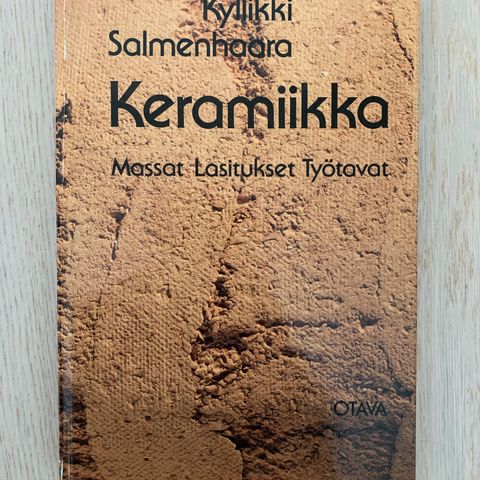 Kyllikki
Salmenhaara
Keramiikka
Massat Lasitukset Työtavat
OTAVA